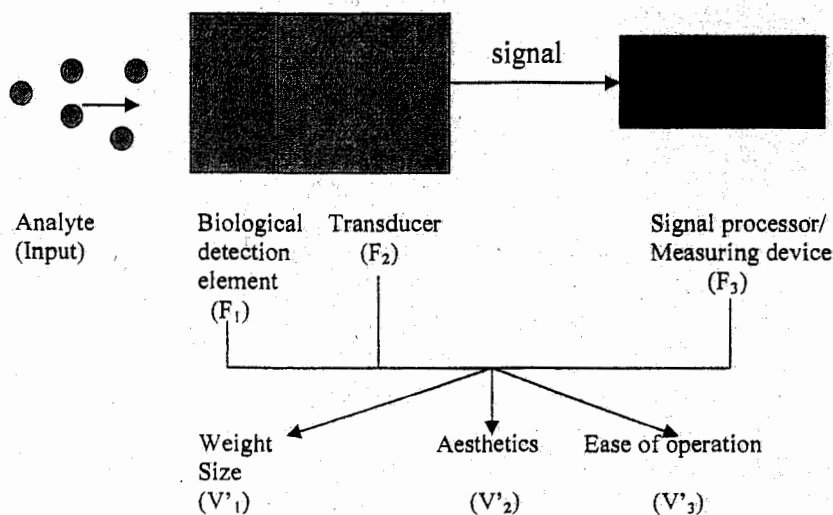 signal
Analyte
(Input)
Biological
detection
element
(F₁)
Transducer
(F₂)
Signal processor/
Measuring device
(F₃)
Weight
Size
(V'₁)
Aesthetics
(V'₂)
Ease of operation
(V'₃)